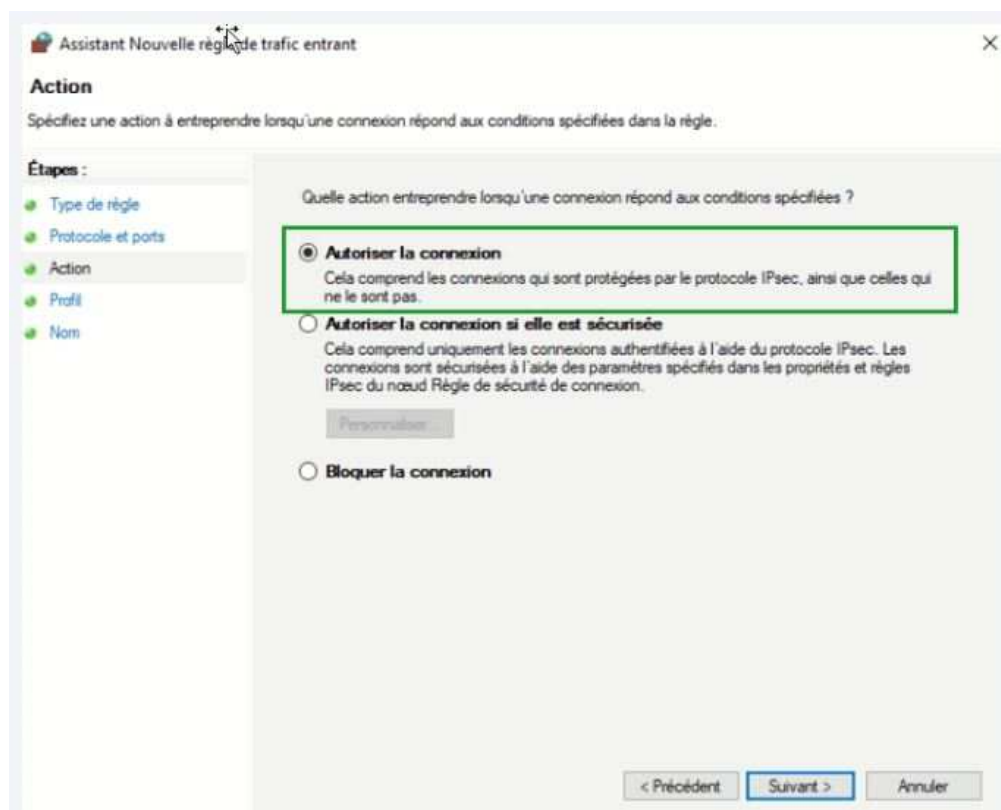 Assistant Nouvelle règle de trafic entrant
Action
Spécifiez une action à entreprendre lorsqu'une connexion répond aux conditions spécifiées dans la règle.
Étapes :
Type de règle
Protocole et ports
Action
Profil
Nom
Quelle action entreprendre lorsqu'une connexion répond aux conditions spécifiées ?
Autoriser la connexion
Cela comprend les connexions qui sont protégées par le protocole IPsec, ainsi que celles qui
ne le sont pas.
Autoriser la connexion si elle est sécurisée
Cela comprend uniquement les connexions authentifiées à l'aide du protocole IPsec. Les
connexions sont sécurisées à l'aide des paramètres spécifiés dans les propriétés et règles
IPsec du nœud Règle de sécurité de connexion.
Personnaliser...
Bloquer la connexion
< Précédent
Suivant >
Annuler